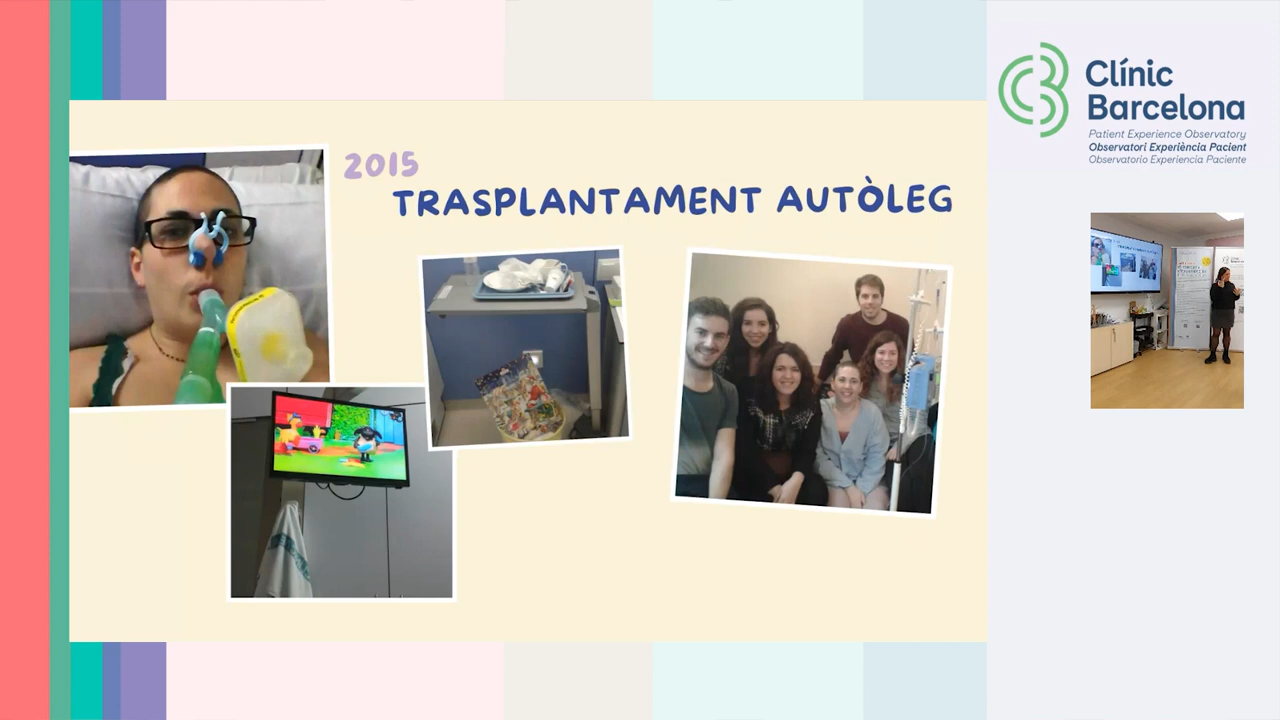 2015
TRASPLANTAMENT AUTÒLEG
Clínic
Barcelona
Patient Experience Observatory
Observatori Experiència Pacient
Observatorio Experiencia Paciente